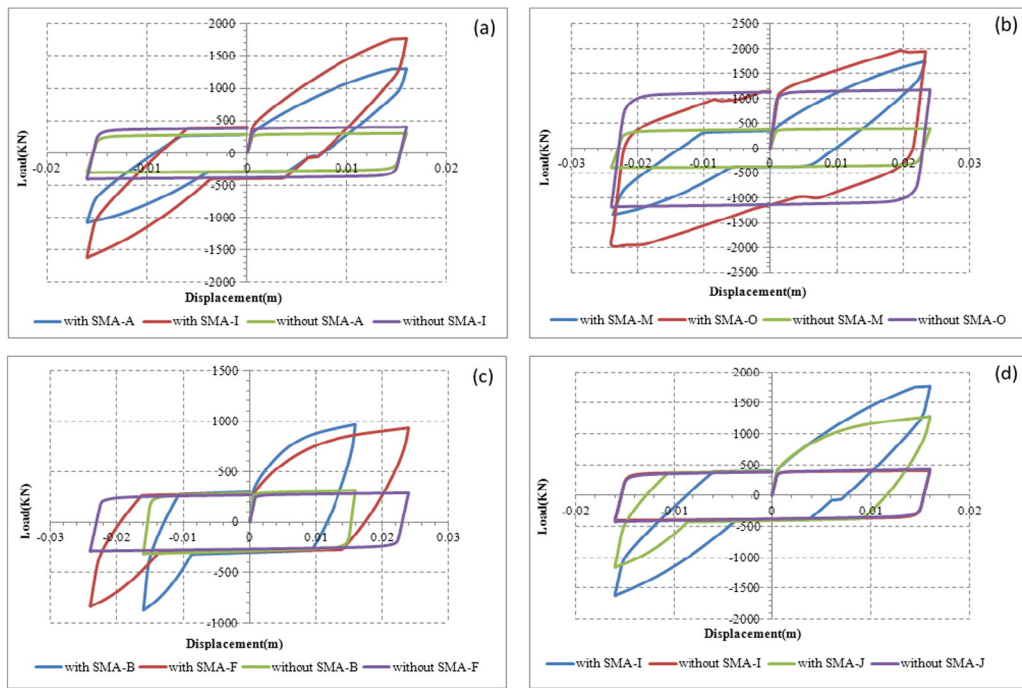 (a)
2000
1500
1000
500
0
-500
-1000
-1500
-2000
-0.02 -0.01 0 0.01 0.02
Load(KN)
Displacement(m)
with SMA-A with SMA-I without SMA-A without SMA-I
(b)
2500
2000
1500
1000
500
0
-500
-1000
-1500
-2000
-2500
-0.03 -0.02 -0.01 0 0.01 0.02 0.03
Load(KN)
Displacement(m)
with SMA-M with SMA-O without SMA-M without SMA-O
(c)
1500
1000
500
0
-500
-1000
-0.03 -0.02 -0.01 0 0.01 0.02 0.03
Load(KN)
Displacement(m)
with SMA-B with SMA-F without SMA-B without SMA-F
(d)
2000
1500
1000
500
0
-500
-1000
-1500
-2000
-0.02 -0.01 0 0.01 0.02
Load(KN)
Displacement(m)
with SMA-I without SMA-I with SMA-J without SMA-J